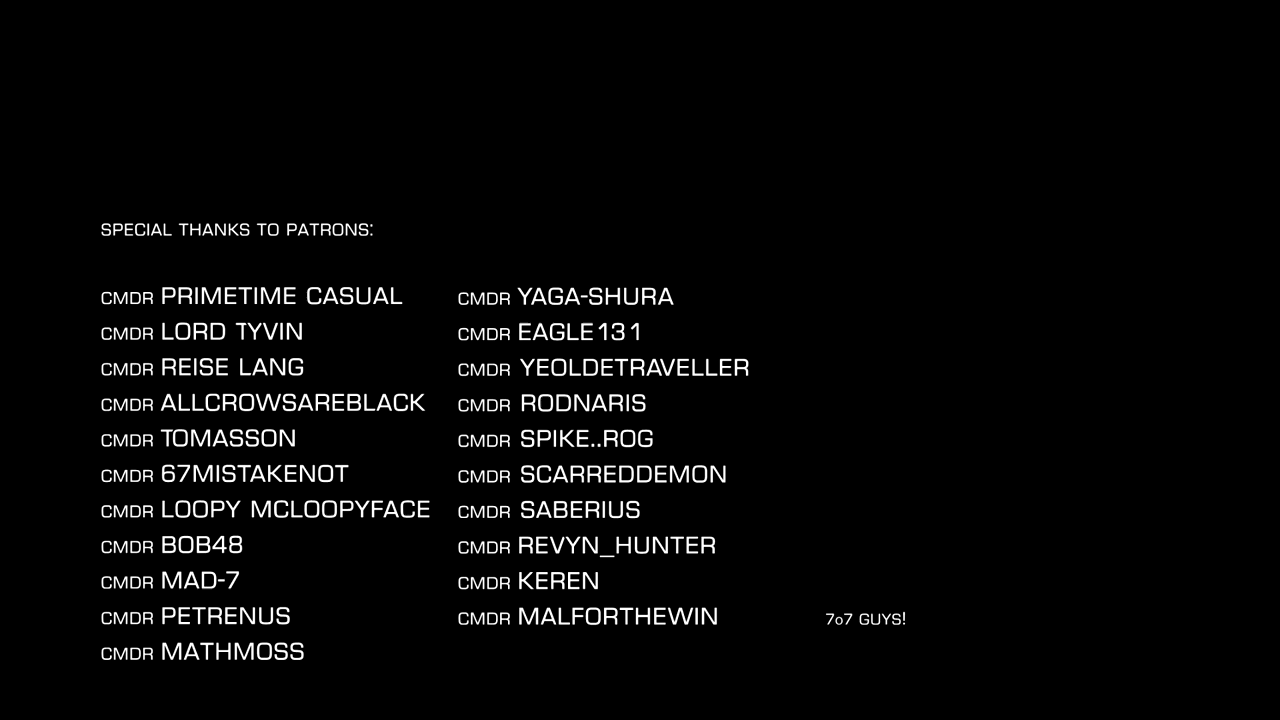 SPECIAL THANKS TO PATRONS:
CMDR PRIMETIME CASUAL
CMDR LORD TYVIN
CMDR REISE LANG
CMDR ALLCROWSAREBLACK
CMDR TOMASSON
CMDR 67MISTAKENOT
CMDR LOOPY MCLOOPYFACE
CMDR BOB48
CMDR MAD-7
CMDR PETRENUS
CMDR MATHMOSS
CMDR YAGA-SHURA
CMDR EAGLE131
CMDR YEOLDETRAVELLER
CMDR RODNARIS
CMDR SPIKE..ROG
CMDR SCARREDDEMON
CMDR SABERIUS
CMDR REVYN_HUNTER
CMDR KEREN
CMDR MALFORTHEWIN
7o7 GUYS!